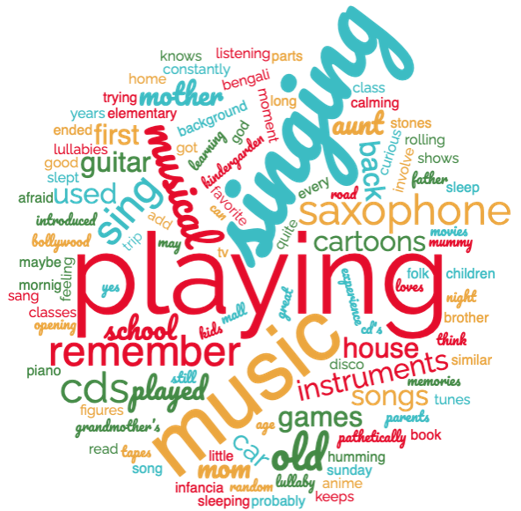 knows
listening
parts
constantly
home
bengali
trying
mother
moment
long
class
calming
years
elementary
background
god
aunt
stones
ended
first
learning
singing
curious
rolling
lullabies
musical
got
kindergarden
back
involve
shows
good
guitar
favorite
every
father
slept
sing
can
road
sleep
afraid
used
add
quite
saxophone
introduced
trip
may
tv
cartoons
movies
mummy
bollywood
maybe
feeling
yes
playing
experience
folk
children
mornig
loves
night
sang
classes
mall
great
cd's
brother
opening
school
kids
think
remember
music
house
similar
piano
still
disco
instruments
memories
cds
played
songs
tunes
figures
age
games
parents
grandmother's
car
pathetically
book
read
tapes
old
humming
song
little
mom
lullaby
sunday
infancia
random
anime
sleeping
probably
keeps